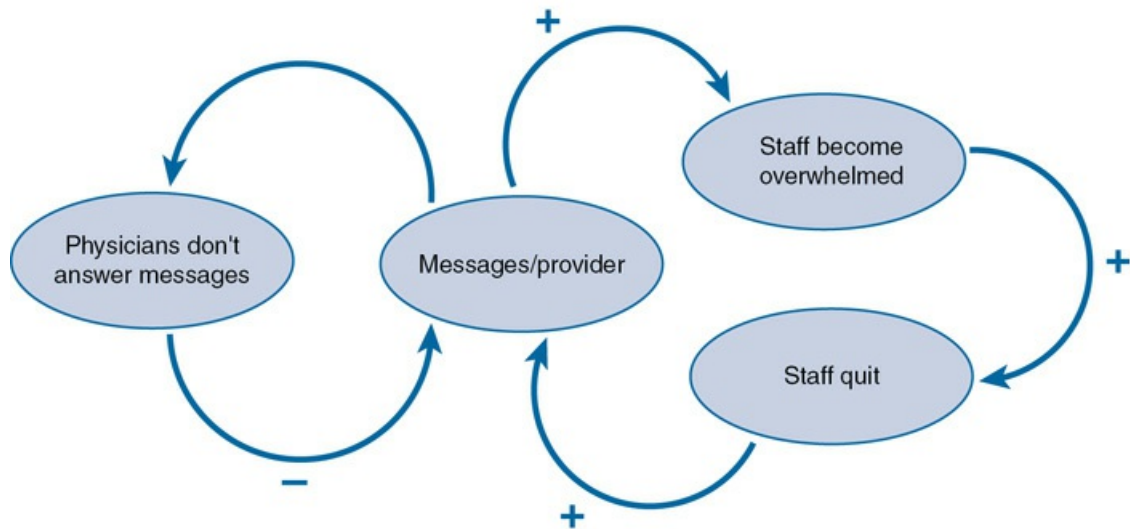 +
Staff become
overwhelmed
Physicians don't
answer messages
Messages/provider
+
Staff quit
−
+